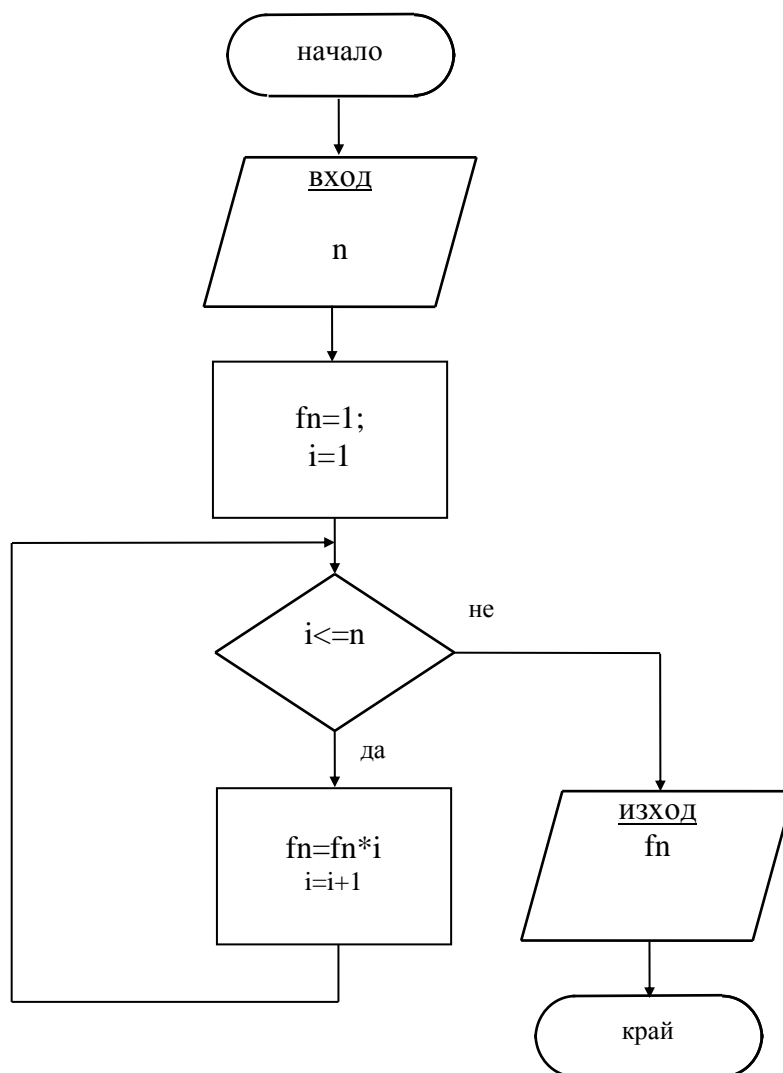 начало
вход
n
fn=1;
i=1
i<=n
не
да
fn=fn*i
i=i+1
изход
fn
край